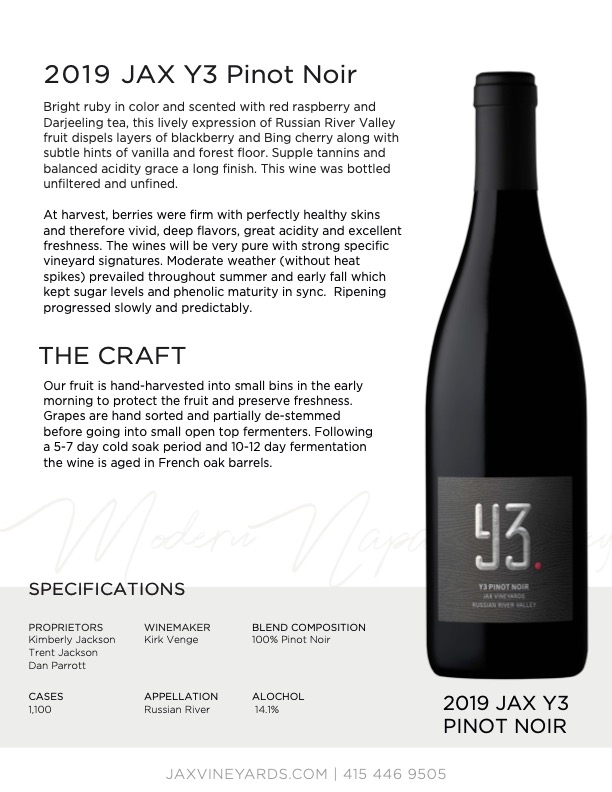 2019 JAX Y3 Pinot Noir
Bright ruby in color and scented with red raspberry and
Darjeeling tea, this lively expression of Russian River Valley
fruit dispels layers of blackberry and Bing cherry along with
subtle hints of vanilla and forest floor. Supple tannins and
balanced acidity grace a long finish. This wine was bottled
unfiltered and unfined.
At harvest, berries were firm with perfectly healthy skins
and therefore vivid, deep flavors, great acidity and excellent
freshness. The wines will be very pure with strong specific
vineyard signatures. Moderate weather (without heat
spikes) prevailed throughout summer and early fall which
kept sugar levels and phenolic maturity in sync.  Ripening
progressed slowly and predictably.
THE CRAFT
Our fruit is hand-harvested into small bins in the early
morning to protect the fruit and preserve freshness.
Grapes are hand sorted and partially de-stemmed
before going into small open top fermenters. Following
a 5-7 day cold soak period and 10-12 day fermentation
the wine is aged in French oak barrels.
Modern Napa
y3.
Y3 PINOT NOIR
JAX VINEYARDS
RUSSIAN RIVER VALLEY
SPECIFICATIONS
PROPRIETORS
Kimberly Jackson
Trent Jackson
Dan Parrott
WINEMAKER
Kirk Venge
BLEND COMPOSITION
100% Pinot Noir
CASES
1,100
APPELLATION
Russian River
ALOCHOL
14.1%
2019 JAX Y3
PINOT NOIR
JAXVINEYARDS.COM | 415 446 9505